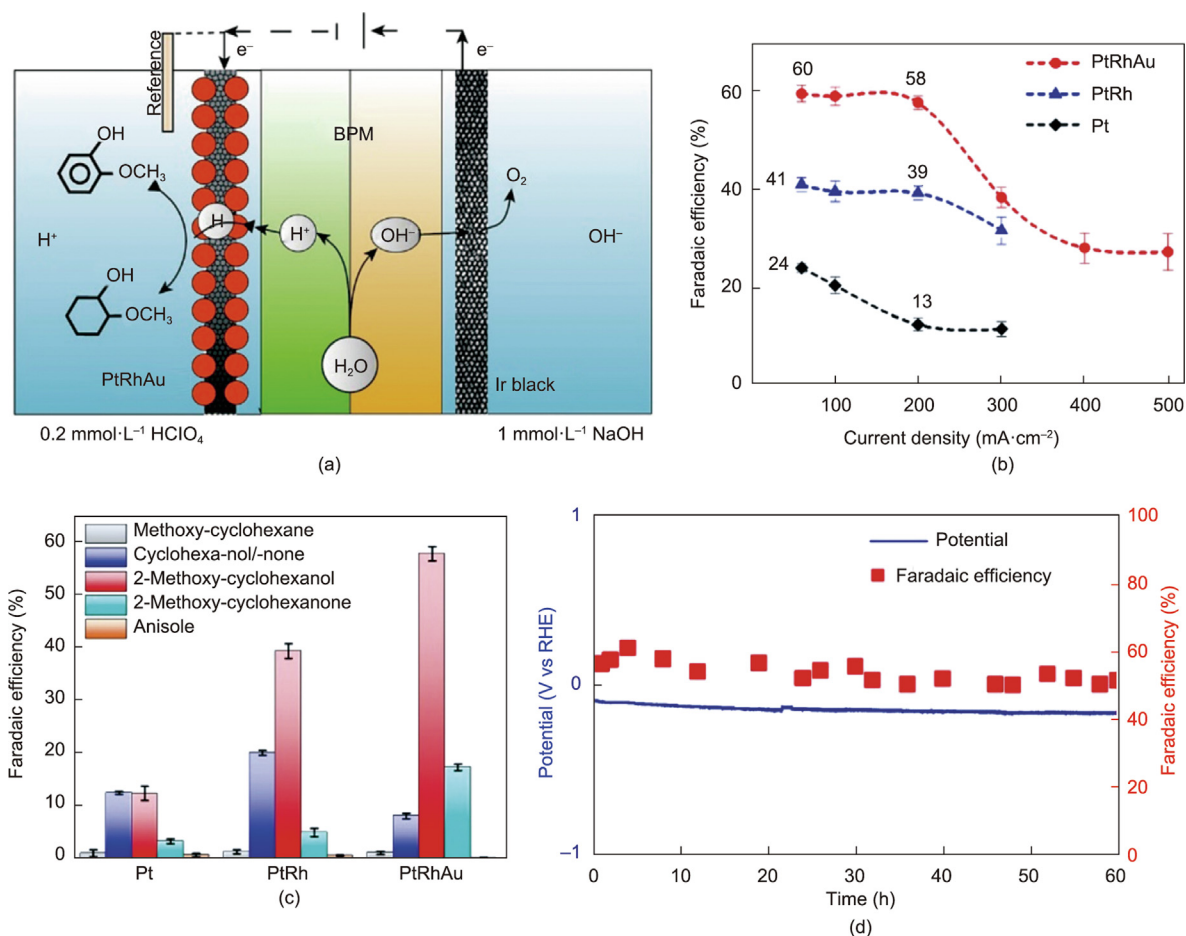 (a)
e⁻
e⁻
Reference
BPM
OH
OCH₃
O₂
H
H⁺
H⁺
OH⁻
OH⁻
OH
OCH₃
H₂O
PtRhAu
Ir black
0.2 mmol·L⁻¹ HClO₄
1 mmol·L⁻¹ NaOH
(a)
Faradaic efficiency (%)
60
40
20
0
60
58
41
39
24
13
PtRhAu
PtRh
Pt
100
200
300
400
500
Current density (mA·cm⁻²)
(b)
Faradaic efficiency (%)
60
50
40
30
20
10
0
Methoxy-cyclohexane
Cyclohexa-nol/-none
2-Methoxy-cyclohexanol
2-Methoxy-cyclohexanone
Anisole
Pt
PtRh
PtRhAu
(c)
Potential (V vs RHE)
1
0
−1
Potential
Faradaic efficiency
100
80
60
40
20
0
Faradaic efficiency (%)
0
10
20
30
40
50
60
Time (h)
(d)